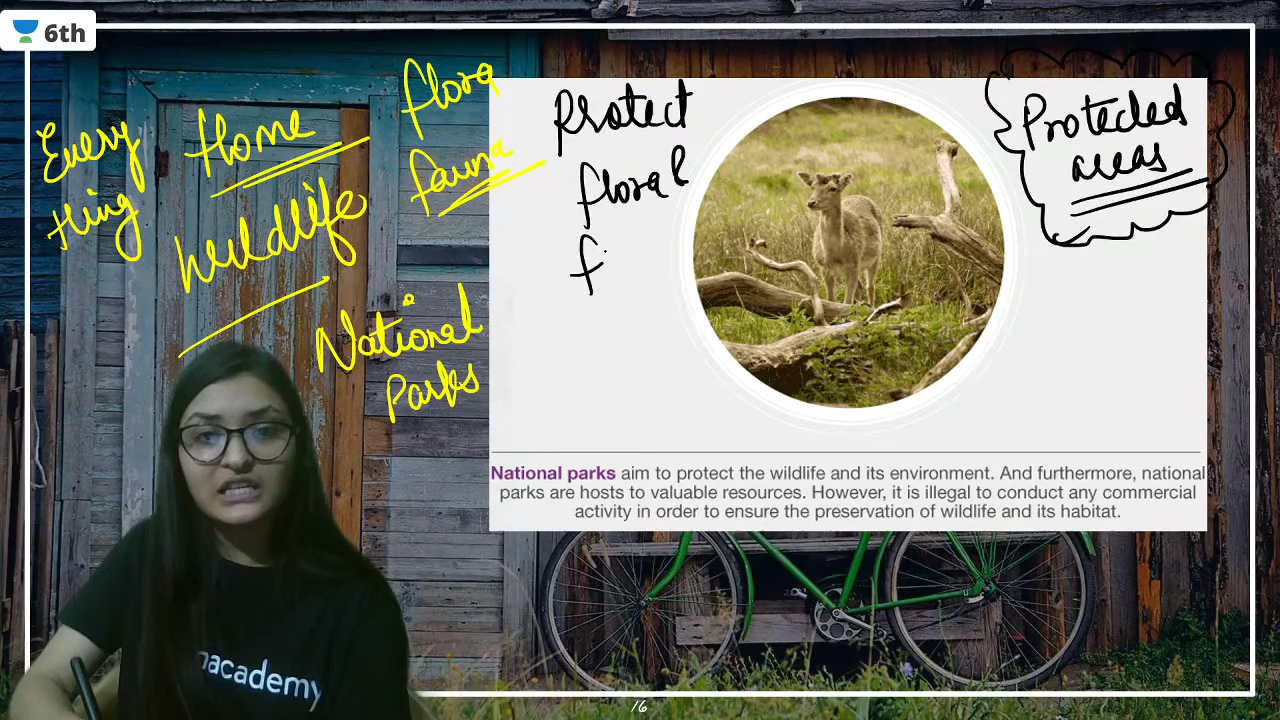 6th
Every
thing
Home
wildlife
flora
fauna
National
Parks
Protect
flora &
f
Protected
areas
National parks aim to protect the wildlife and its environment. And furthermore, national
parks are hosts to valuable resources. However, it is illegal to conduct any commercial
activity in order to ensure the preservation of wildlife and its habitat.
nacademy
16